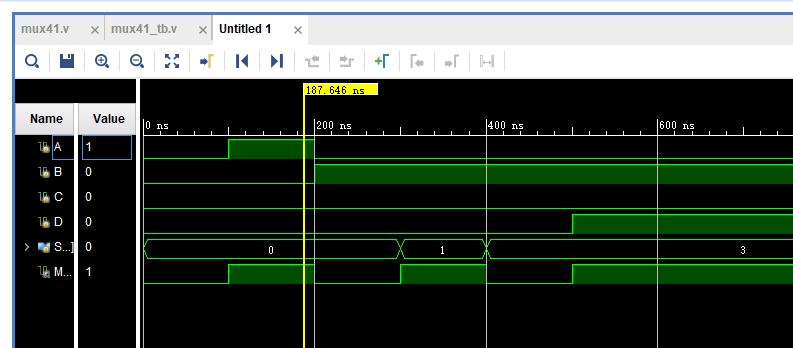 mux41.v × mux41_tb.v × Untitled 1 ×
187.646 ns
Name Value
0 ns 200 ns 400 ns 600 ns
A 1
B 0
C 0
D 0
S...] 0 0 1 3
M... 1